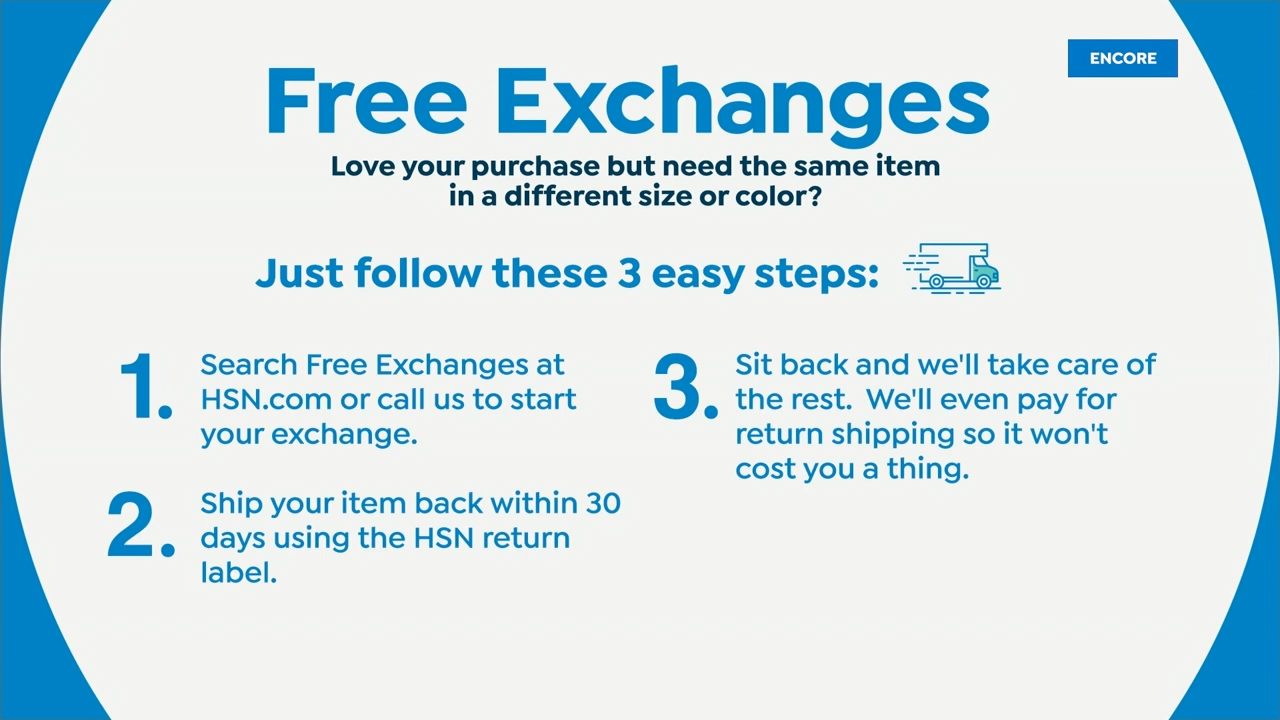 ENCORE
Free Exchanges
Love your purchase but need the same item
in a different size or color?
Just follow these 3 easy steps:
1. Search Free Exchanges at
HSN.com or call us to start
your exchange.
2. Ship your item back within 30
days using the HSN return
label.
3. Sit back and we'll take care of
the rest.  We'll even pay for
return shipping so it won't
cost you a thing.